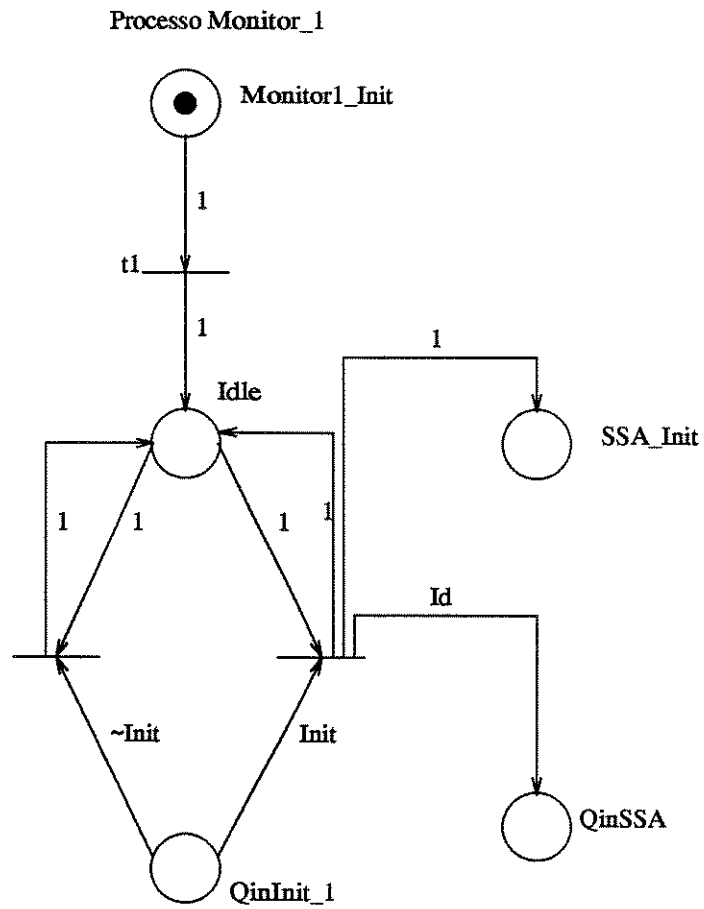 Processo Monitor_1
Monitor1_Init
1
t1
1
1
Idle
SSA_Init
1
1
1
1
Id
~Init
Init
QinSSA
QinInit_1